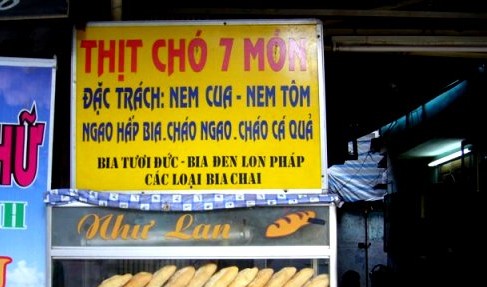 THỊT CHÓ 7 MÓN
ĐẶC TRÁCH: NEM CUA - NEM TÔM
NGAO HẤP BIA. CHÁO NGAO. CHÁO CÁ QUẢ
BIA TƯƠI ĐỨC - BIA ĐEN LON PHÁP
CÁC LOẠI BIA CHAI
Như Lan